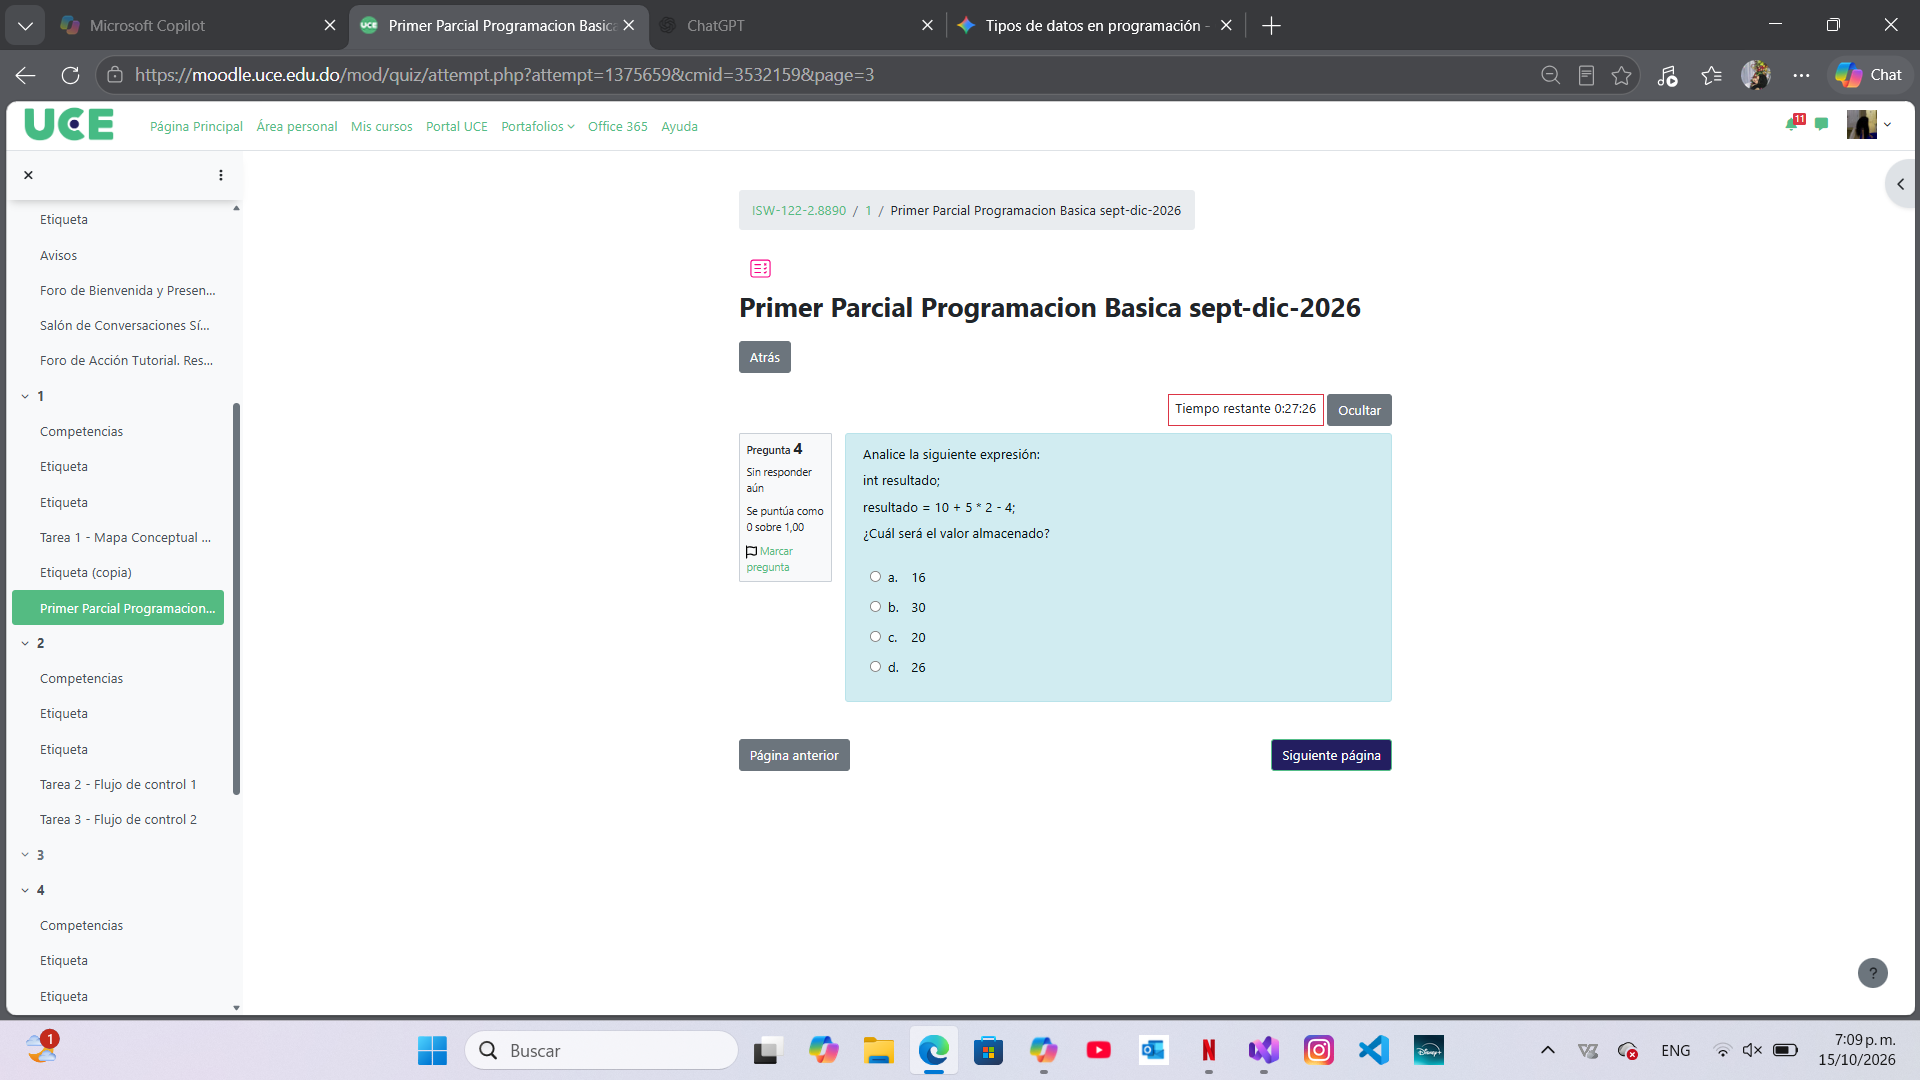 Microsoft Copilot
Primer Parcial Programacion Basica
ChatGPT
Tipos de datos en programación -
https://moodle.uce.edu.do/mod/quiz/attempt.php?attempt=1375659&cmid=3532159&page=3
Chat
UCE
Página Principal
Área personal
Mis cursos
Portal UCE
Portafolios
Office 365
Ayuda
11
Etiqueta
Avisos
Foro de Bienvenida y Presen...
Salón de Conversaciones Sí...
Foro de Acción Tutorial. Res...
1
Competencias
Etiqueta
Etiqueta
Tarea 1 - Mapa Conceptual ...
Etiqueta (copia)
Primer Parcial Programacion...
2
Competencias
Etiqueta
Etiqueta
Tarea 2 - Flujo de control 1
Tarea 3 - Flujo de control 2
3
4
Competencias
Etiqueta
Etiqueta
ISW-122-2.8890 / 1 / Primer Parcial Programacion Basica sept-dic-2026
Primer Parcial Programacion Basica sept-dic-2026
Atrás
Tiempo restante 0:27:26
Ocultar
Pregunta 4
Sin responder
aún
Se puntúa como
0 sobre 1,00
Marcar
pregunta
Analice la siguiente expresión:
int resultado;
resultado = 10 + 5 * 2 - 4;
¿Cuál será el valor almacenado?
a. 16
b. 30
c. 20
d. 26
Página anterior
Siguiente página
?
1
Buscar
Disney+
ENG
7:09 p. m.
15/10/2026